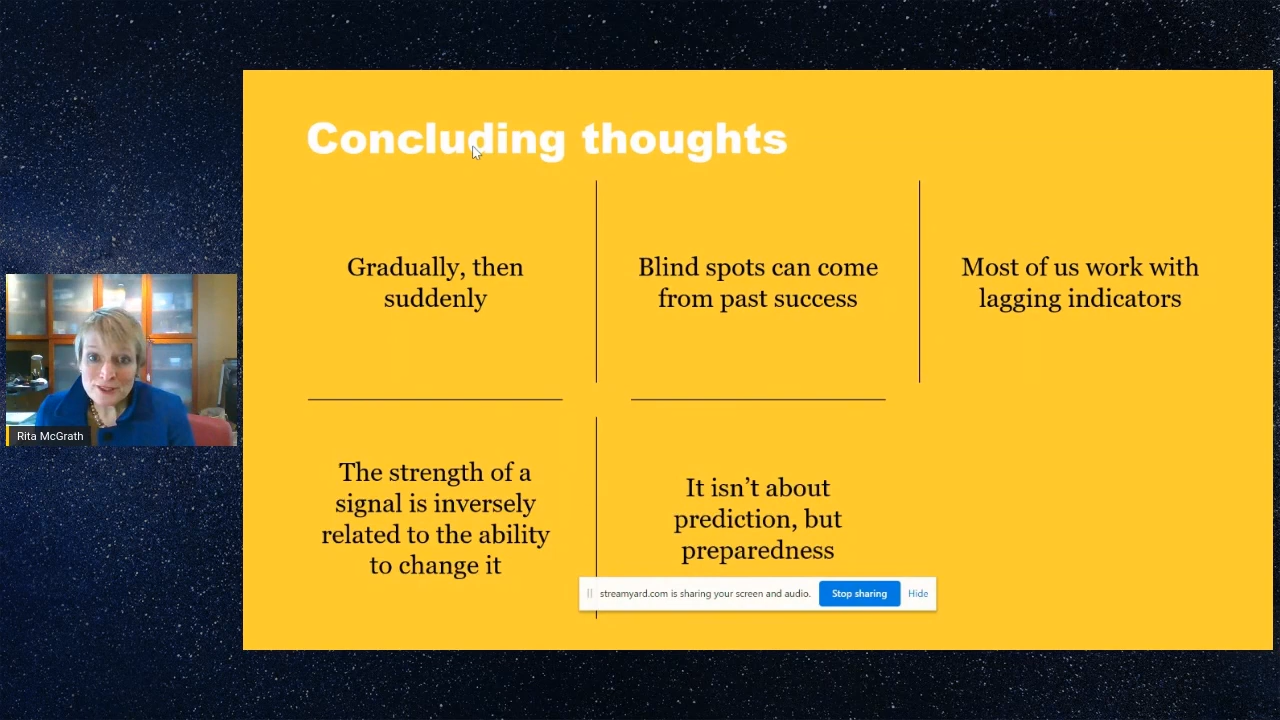 Concluding thoughts
Gradually, then
suddenly
Blind spots can come
from past success
Most of us work with
lagging indicators
The strength of a
signal is inversely
related to the ability
to change it
It isn’t about
prediction, but
preparedness
streamyard.com is sharing your screen and audio. Stop sharing Hide
Rita McGrath